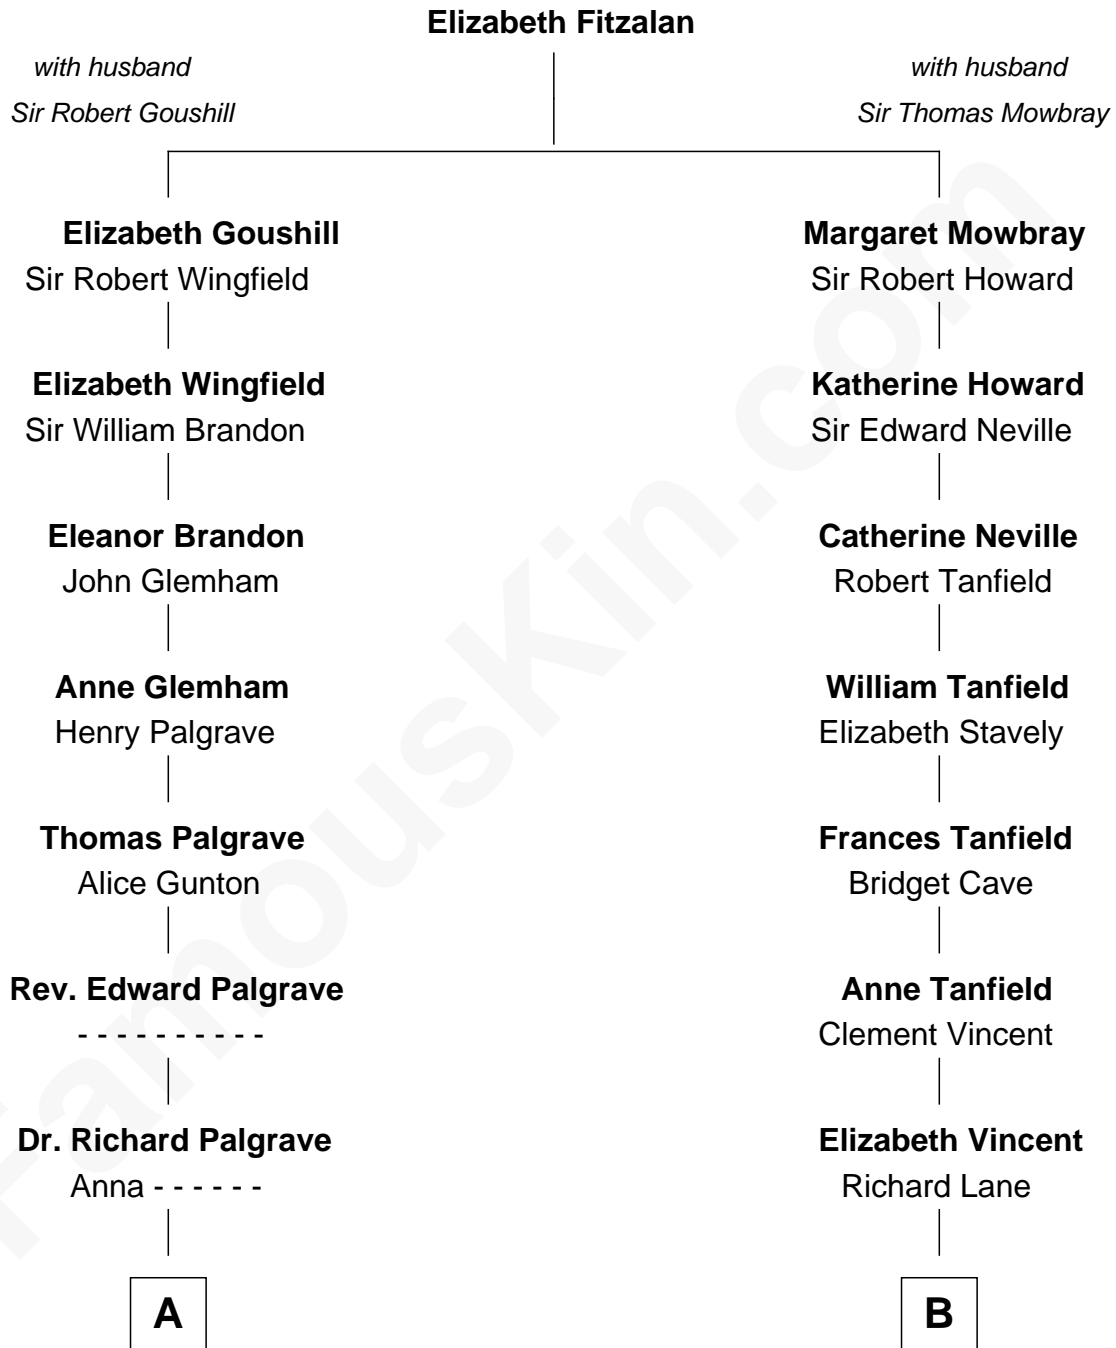 Elizabeth Fitzalan
with husband
Sir Robert Goushill
with husband
Sir Thomas Mowbray
Elizabeth Goushill
Sir Robert Wingfield
Margaret Mowbray
Sir Robert Howard
Elizabeth Wingfield
Sir William Brandon
Katherine Howard
Sir Edward Neville
Eleanor Brandon
John Glemham
Catherine Neville
Robert Tanfield
Anne Glemham
Henry Palgrave
William Tanfield
Elizabeth Stavely
Thomas Palgrave
Alice Gunton
Frances Tanfield
Bridget Cave
Rev. Edward Palgrave
- - - - - - - - - -
Anne Tanfield
Clement Vincent
Dr. Richard Palgrave
Anna - - - - - -
Elizabeth Vincent
Richard Lane
A
B
FamousKin.com